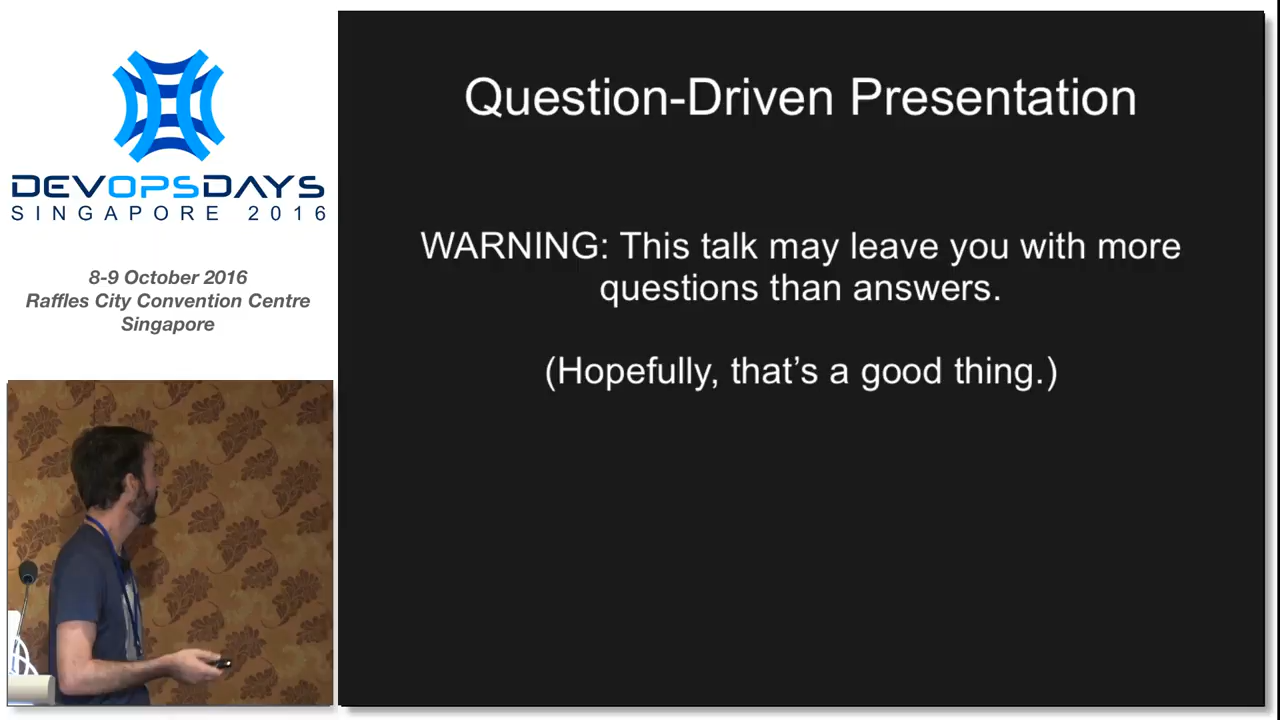 DEVOPSDAYS
SINGAPORE 2016
8-9 October 2016
Raffles City Convention Centre
Singapore
Question-Driven Presentation
WARNING: This talk may leave you with more
questions than answers.
(Hopefully, that’s a good thing.)